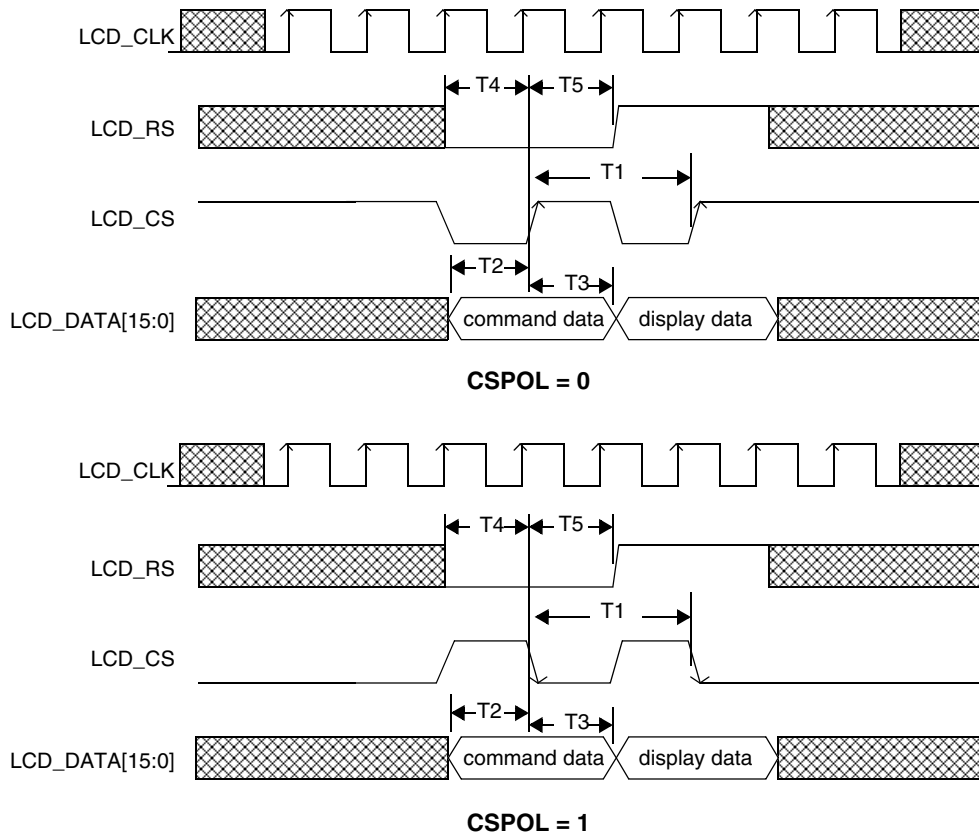 LCD_CLK
T4 T5
LCD_RS
T1
LCD_CS
T2
T3
LCD_DATA[15:0] command data display data
CSPOL = 0
LCD_CLK
T4 T5
LCD_RS
T1
LCD_CS
T2
T3
LCD_DATA[15:0] command data display data
CSPOL = 1